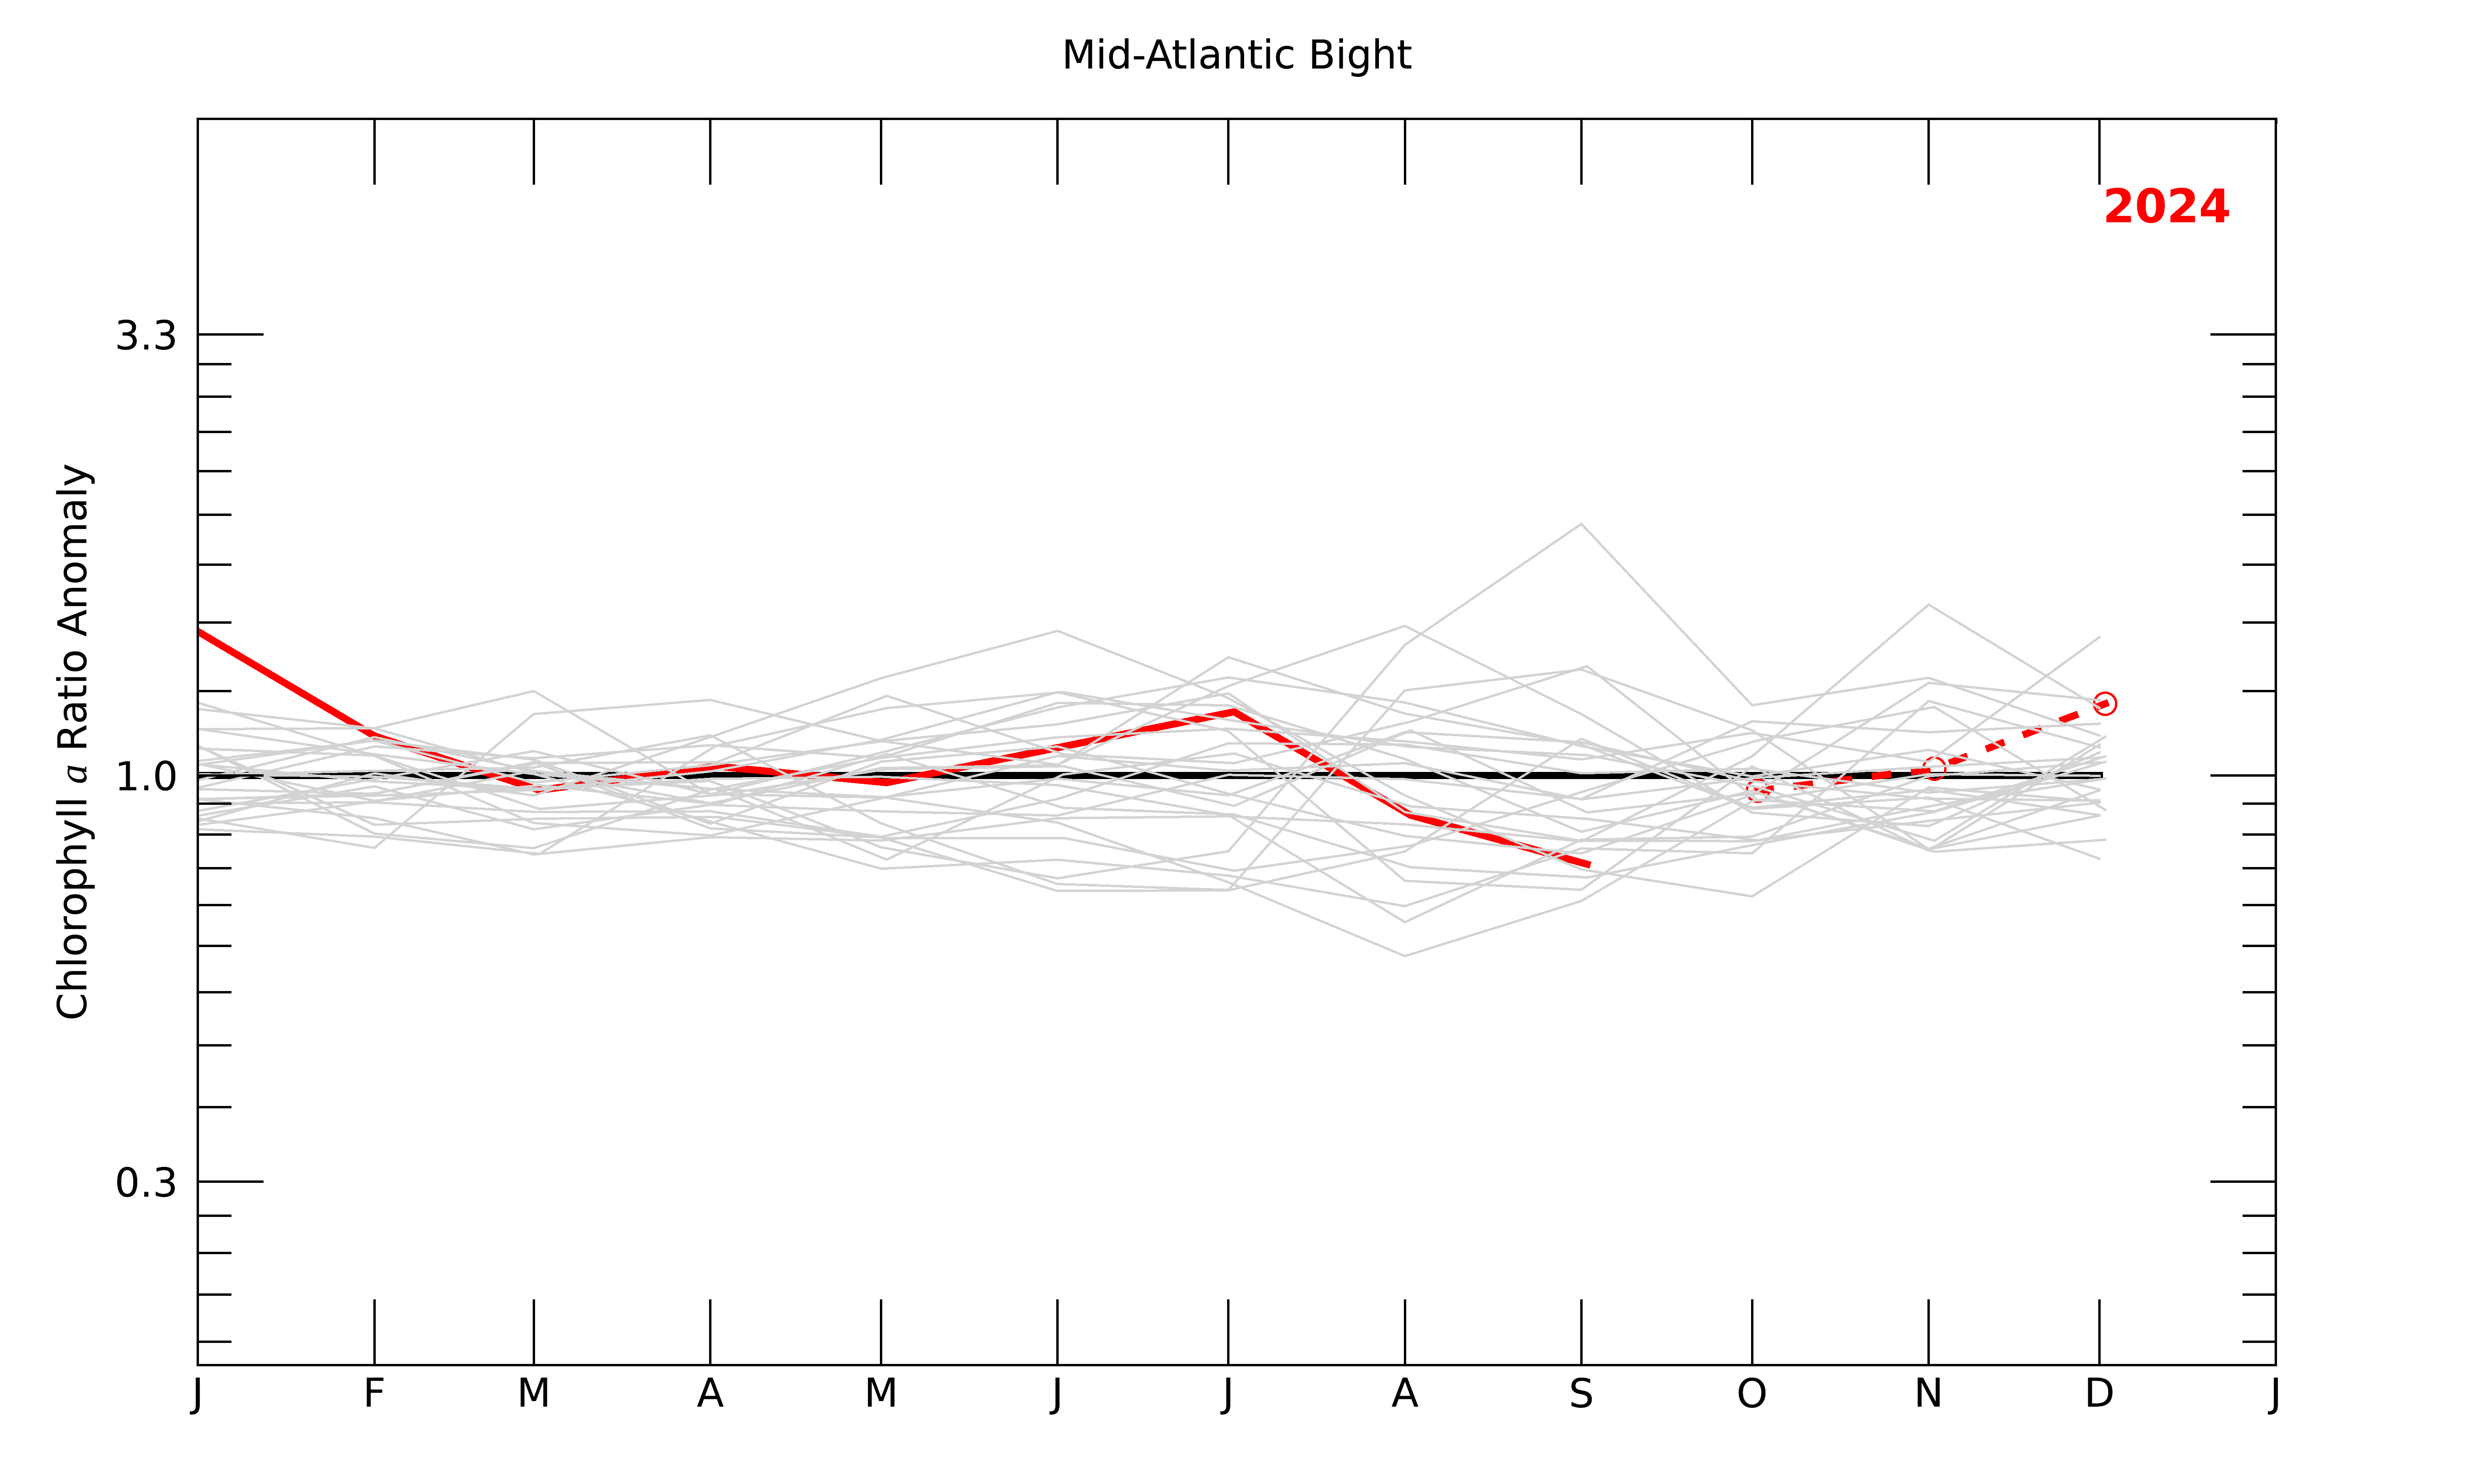 Mid-Atlantic Bight
2024
3.3
1.0
0.3
Chlorophyll a Ratio Anomaly
J F M A M J J A S O N D J